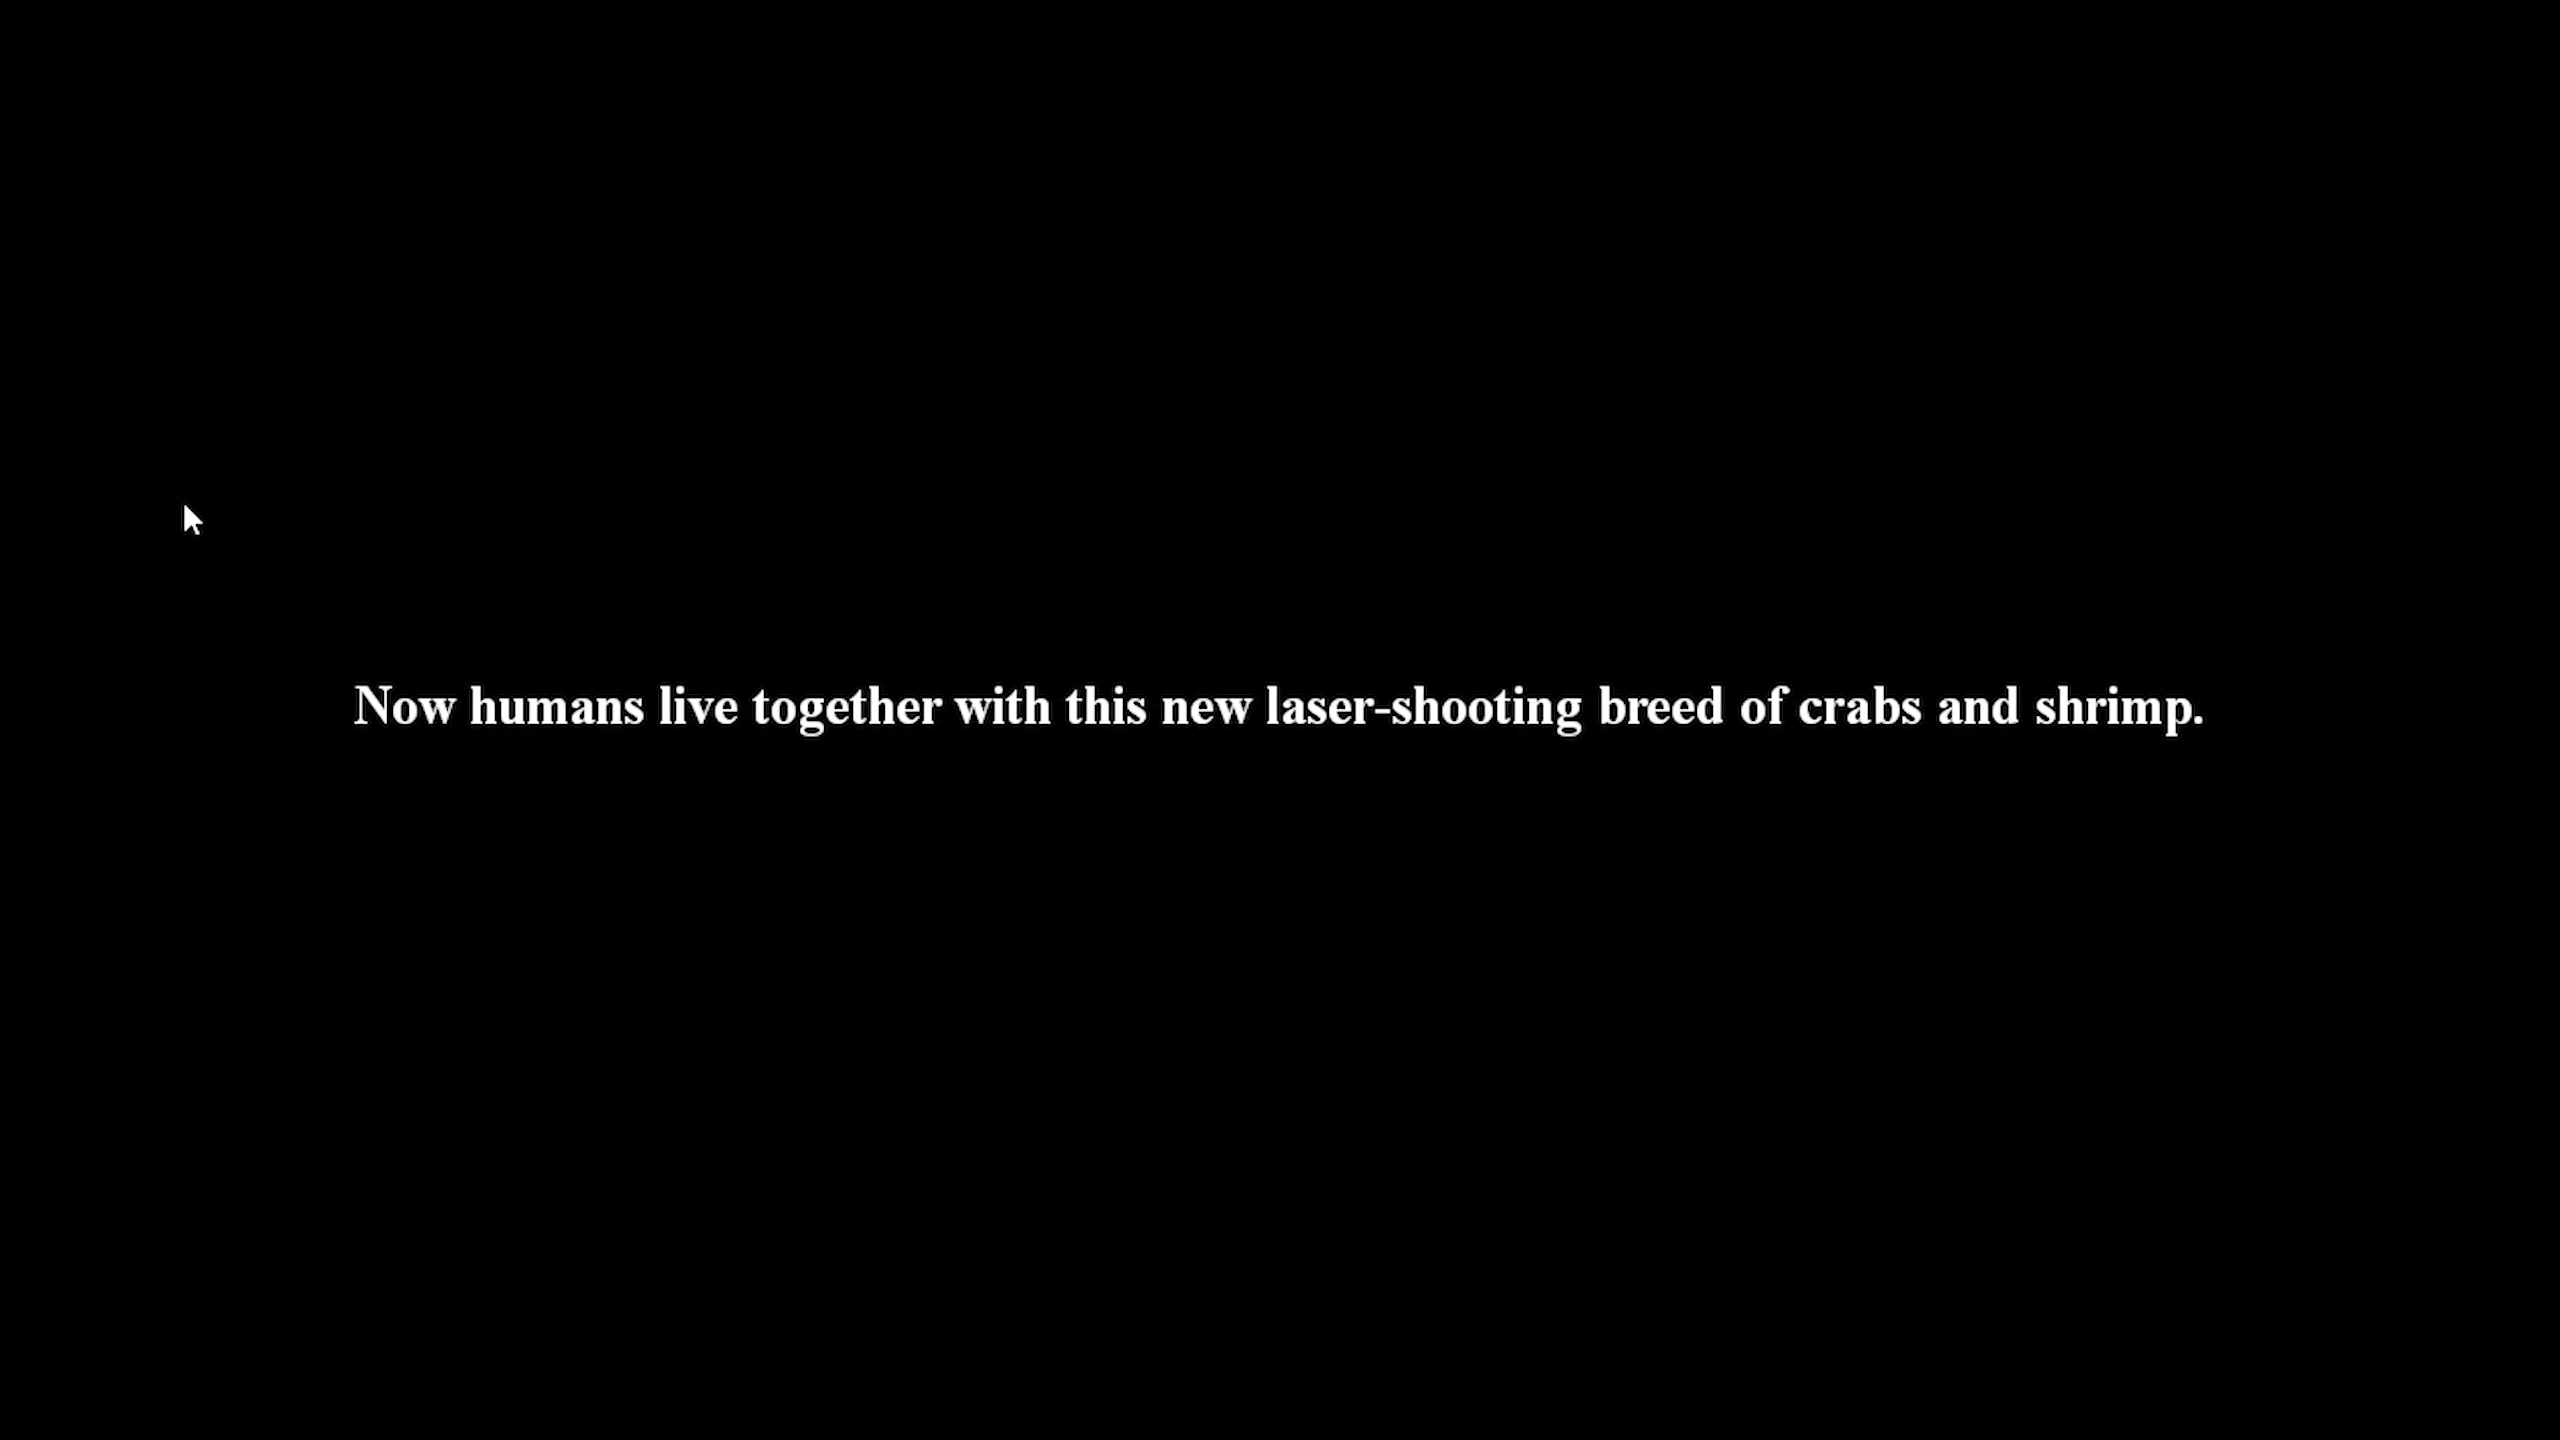 Now humans live together with this new laser-shooting breed of crabs and shrimp.